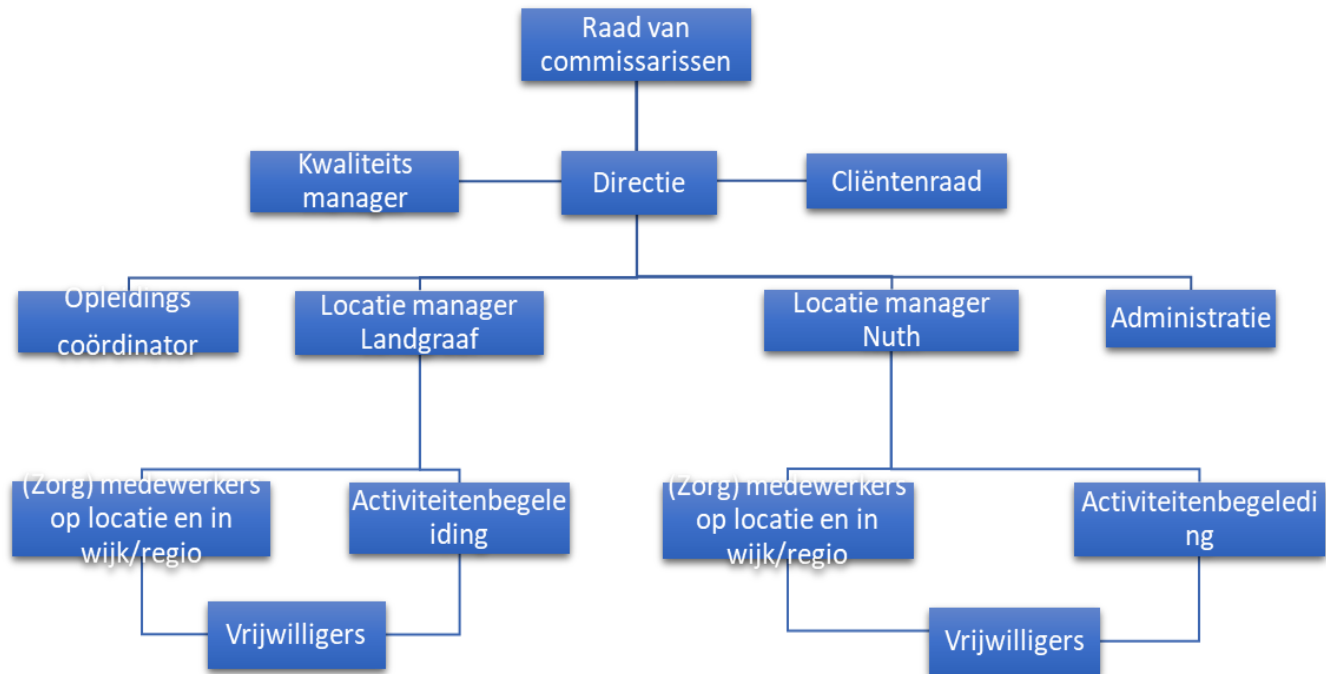 Raad van
commissarissen
Kwaliteits
manager
Directie
Cliëntenraad
Opleidings
coördinator
Locatie manager
Landgraaf
Locatie manager
Nuth
Administratie
(Zorg) medewerkers
op locatie en in
wijk/regio
Activiteitenbegele
iding
(Zorg) medewerkers
op locatie en in
wijk/regio
Activiteitenbegeledi
ng
Vrijwilligers
Vrijwilligers